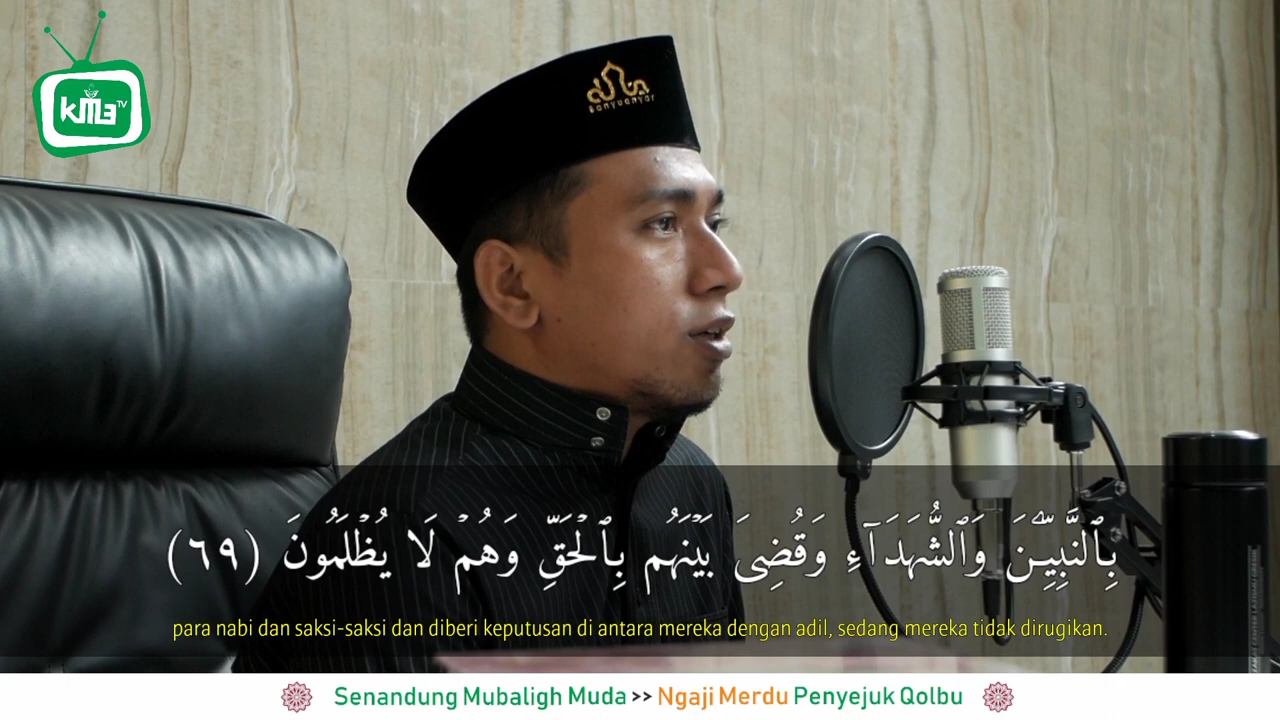 KMB TV
Banyuanyar
بِٱلنَّبِيِّـۧنَ وَٱلشُّهَدَآءِ وَقُضِىَ بَيْنَهُم بِٱلْحَقِّ وَهُمْ لَا يُظْلَمُونَ (٦٩)
para nabi dan saksi-saksi dan diberi keputusan di antara mereka dengan adil, sedang mereka tidak dirugikan.
Senandung Mubaligh Muda >> Ngaji Merdu Penyejuk Qolbu